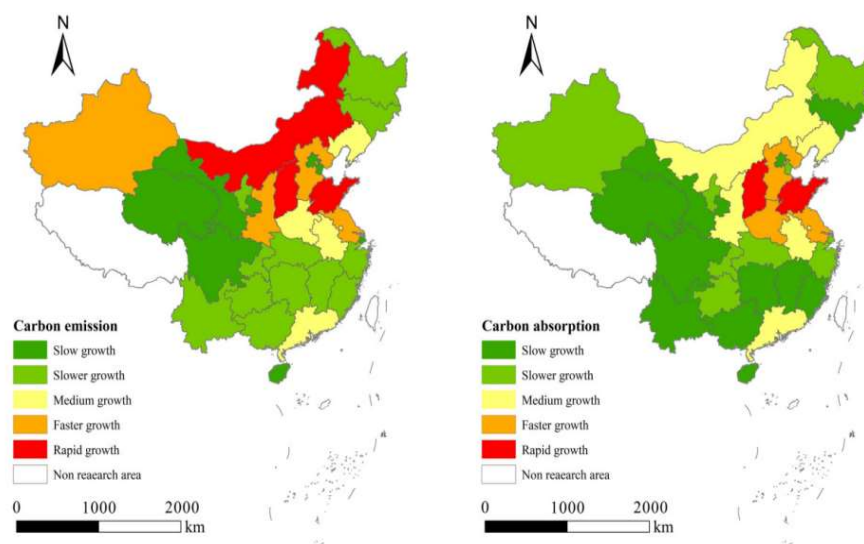 N
Carbon emission
Slow growth
Slower growth
Medium growth
Faster growth
Rapid growth
Non reaearch area
0 1000 2000
km
N
Carbon absorption
Slow growth
Slower growth
Medium growth
Faster growth
Rapid growth
Non reaearch area
0 1000 2000
km